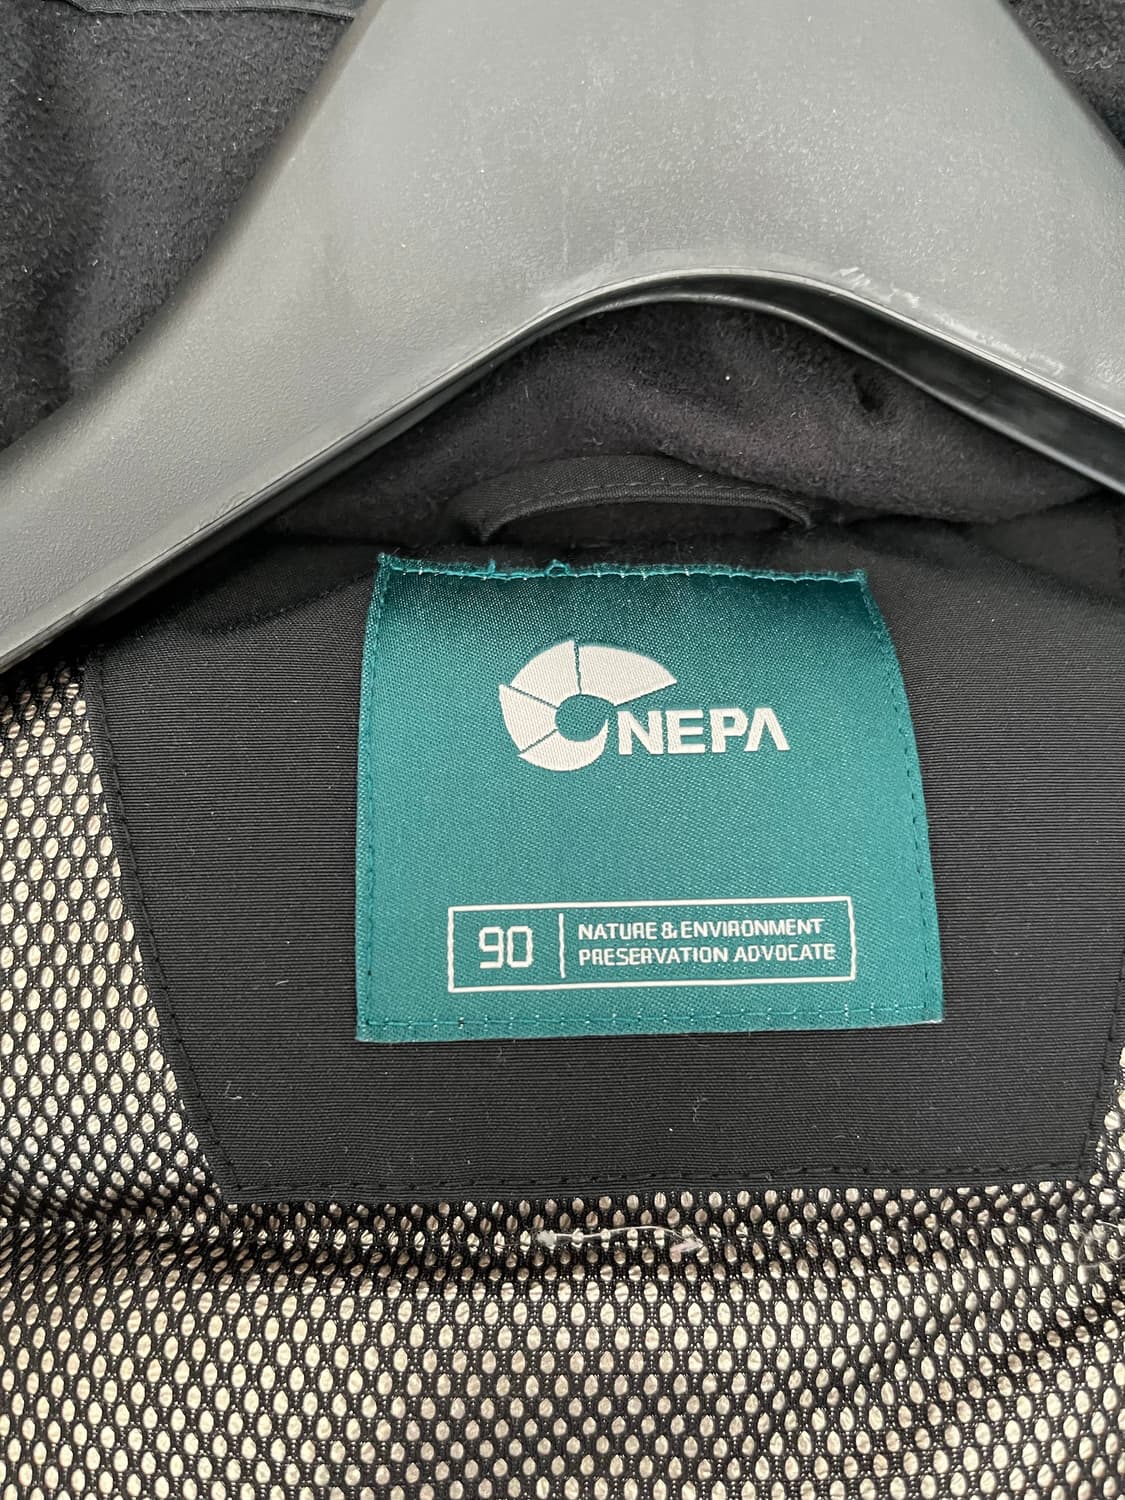 NEPA
90
NATURE & ENVIRONMENT
PRESERVATION ADVOCATE